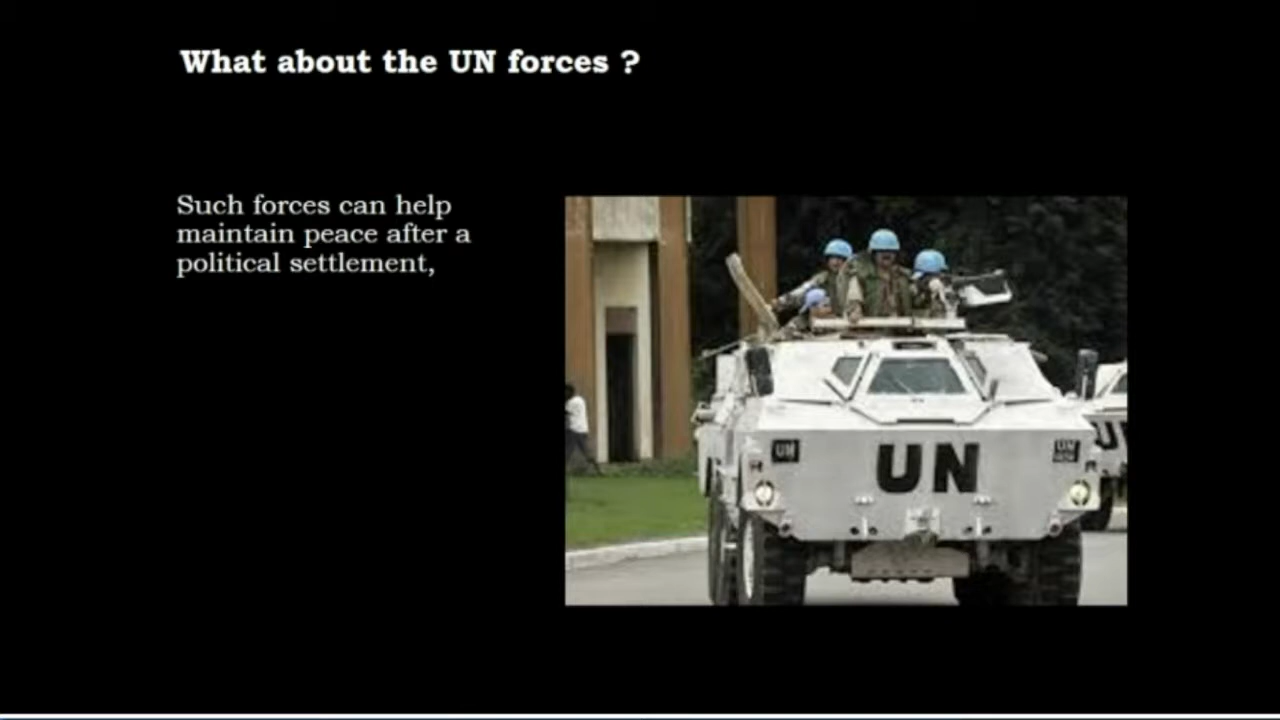 What about the UN forces ?
Such forces can help
maintain peace after a
political settlement,
UN
UN
UN